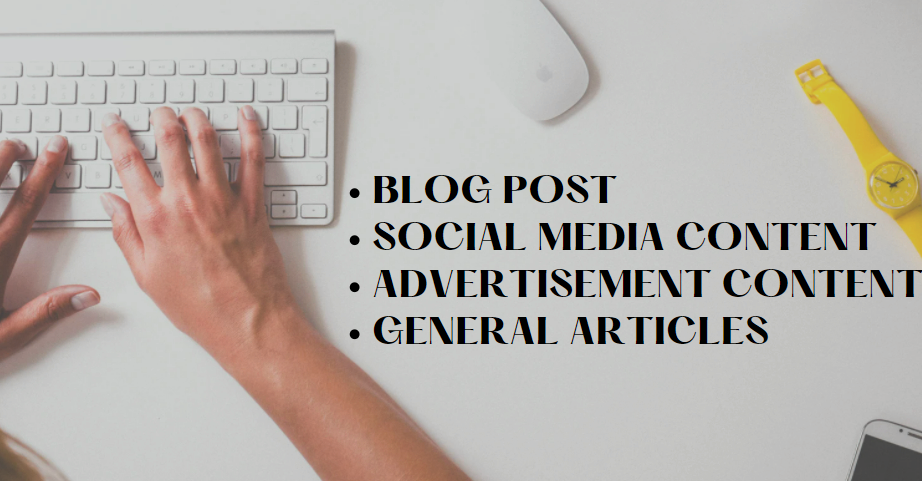 • BLOG POST
• SOCIAL MEDIA CONTENT
• ADVERTISEMENT CONTENT
• GENERAL ARTICLES